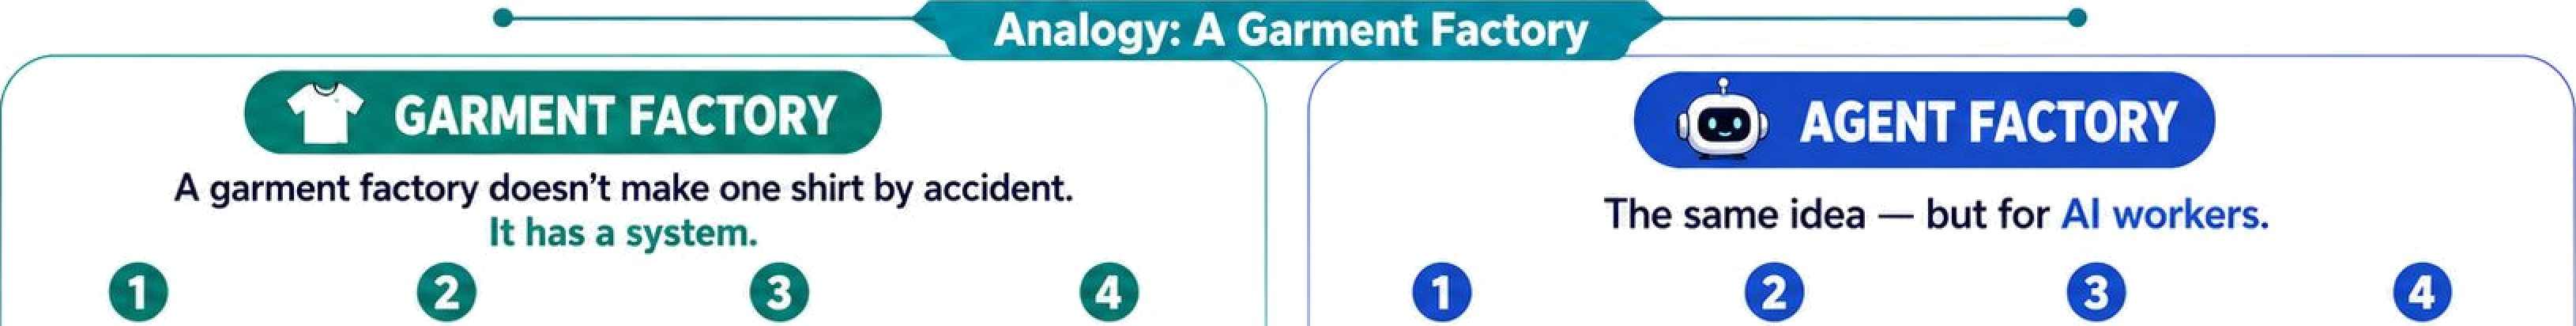 Analogy: A Garment Factory
GARMENT FACTORY
A garment factory doesn't make one shirt by accident.
It has a system.
1 2 3 4
AGENT FACTORY
The same idea — but for AI workers.
1 2 3 4